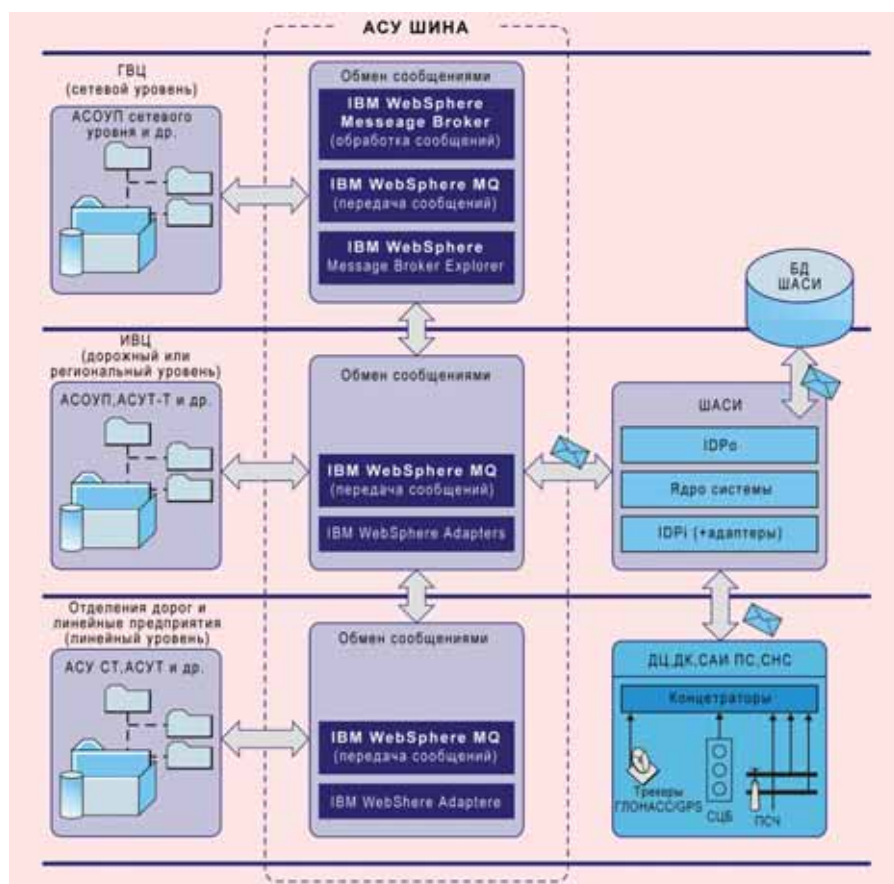 АСУ ШИНА
ГВЦ
(сетевой уровень)
АСОУП сетевого
уровня и др.
Обмен сообщениями
IBM WebSphere
Messeage Broker
(обработка сообщений)
IBM WebSphere MQ
(передача сообщений)
IBM WebSphere
Message Broker Explorer
БД
ШАСИ
ИВЦ
(дорожный или
региональный уровень)
АСОУП,АСУТ-Т и др.
Обмен сообщениями
IBM WebSphere MQ
(передача сообщений)
IBM WebSphere Adapters
ШАСИ
IDPo
Ядро системы
IDPi (+адаптеры)
Отделения дорог и
линейные предприятия
(линейный уровень)
АСУ СТ,АСУТ и др.
Обмен сообщениями
IBM WebSphere MQ
(передача сообщений)
IBM WebShere Adaptere
ДЦ,ДК,САИ ПС,СНС
Концетраторы
Трекеры
ГЛОНАСС/GPS
СЦБ
ПСЧ